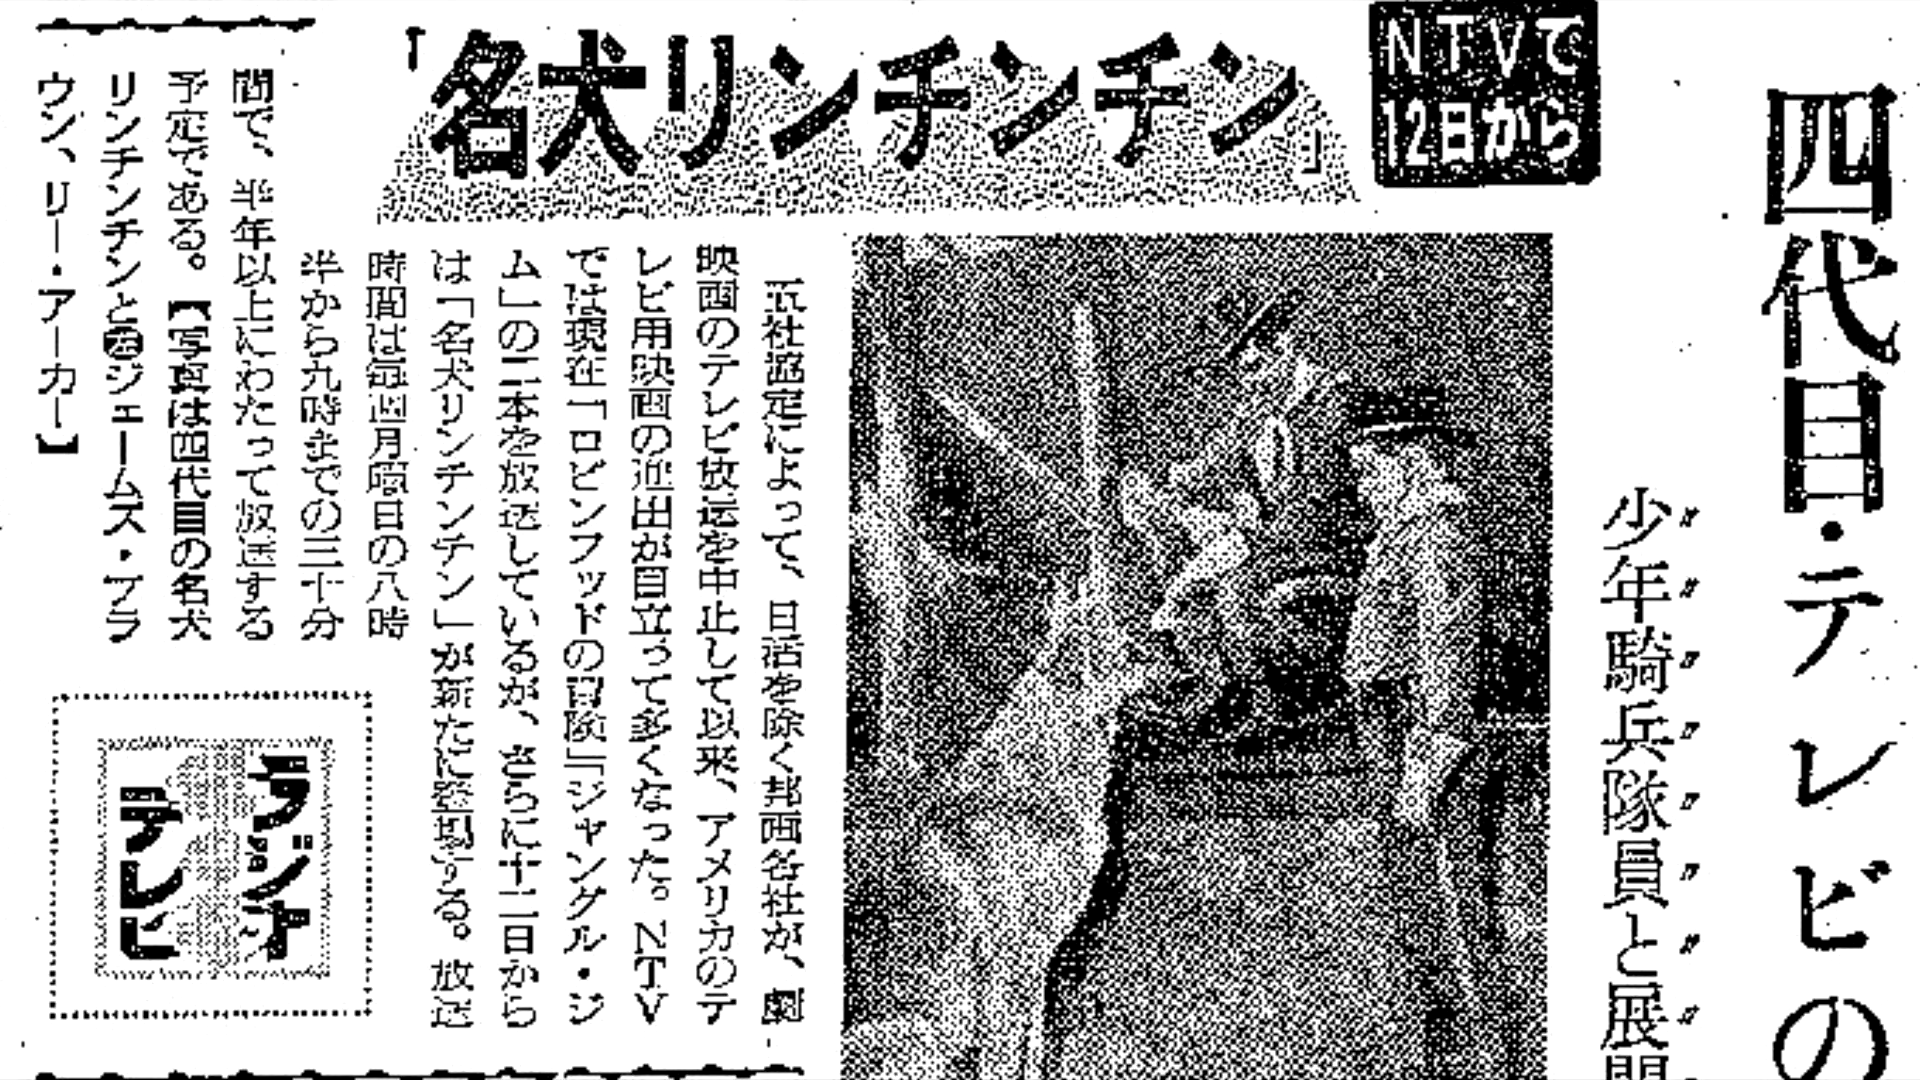 四代目・テレビの
少年騎兵隊員と展開
NTVで
12日から
「名犬リンチンチン」
五社協定によって、日活を除く邦画各社が、劇
映画のテレビ放送を中止して以来、アメリカのテ
レビ用映画の進出が目立って多くなった。NTV
では現在「ロビンフッドの冒険」『ジャングル・ジ
ム」の二本を放送しているが、さらに十二日から
は「名犬リンチンチン」が新たに登場する。放送
時間は毎週月曜日の八時
半から九時までの三十分
間で、半年以上にわたって放送する
予定である。【写真は四代目の名犬
リンチンチンと左ジェームス・ブラ
ウン、リー・アーカー】
ラジオ
テレビ